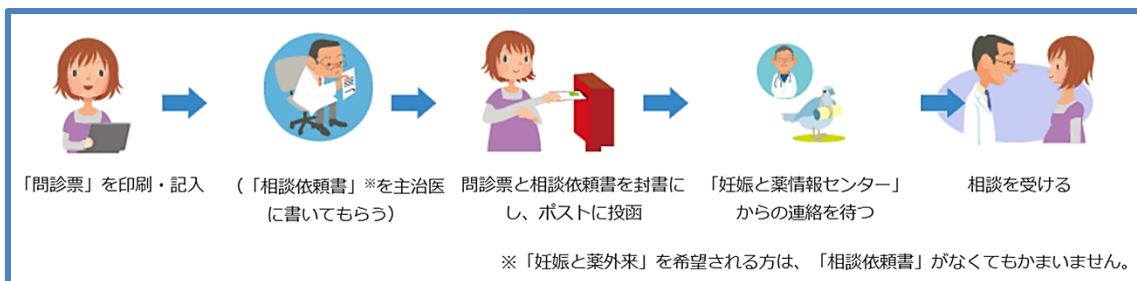 「問診票」を印刷・記入
（「相談依頼書」※を主治医
に書いてもらう）
問診票と相談依頼書を封書に
し、ポストに投函
「妊娠と薬情報センター」
からの連絡を待つ
相談を受ける
※「妊娠と薬外来」を希望される方は、「相談依頼書」がなくてもかまいません。